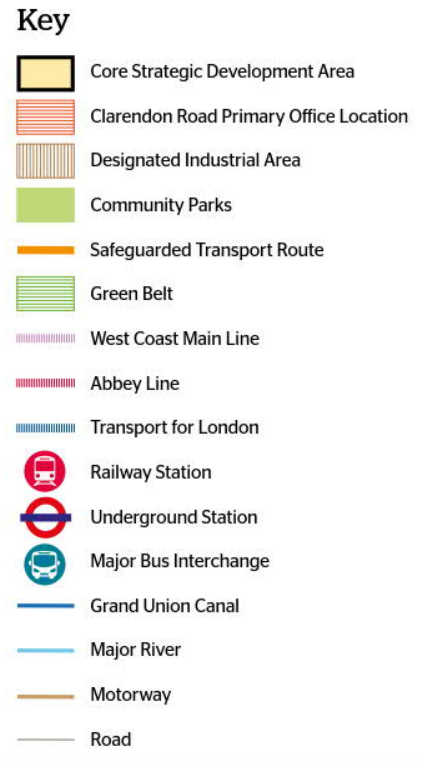 Key
Core Strategic Development Area
Clarendon Road Primary Office Location
Designated Industrial Area
Community Parks
Safeguarded Transport Route
Green Belt
West Coast Main Line
Abbey Line
Transport for London
Railway Station
Underground Station
Major Bus Interchange
Grand Union Canal
Major River
Motorway
Road